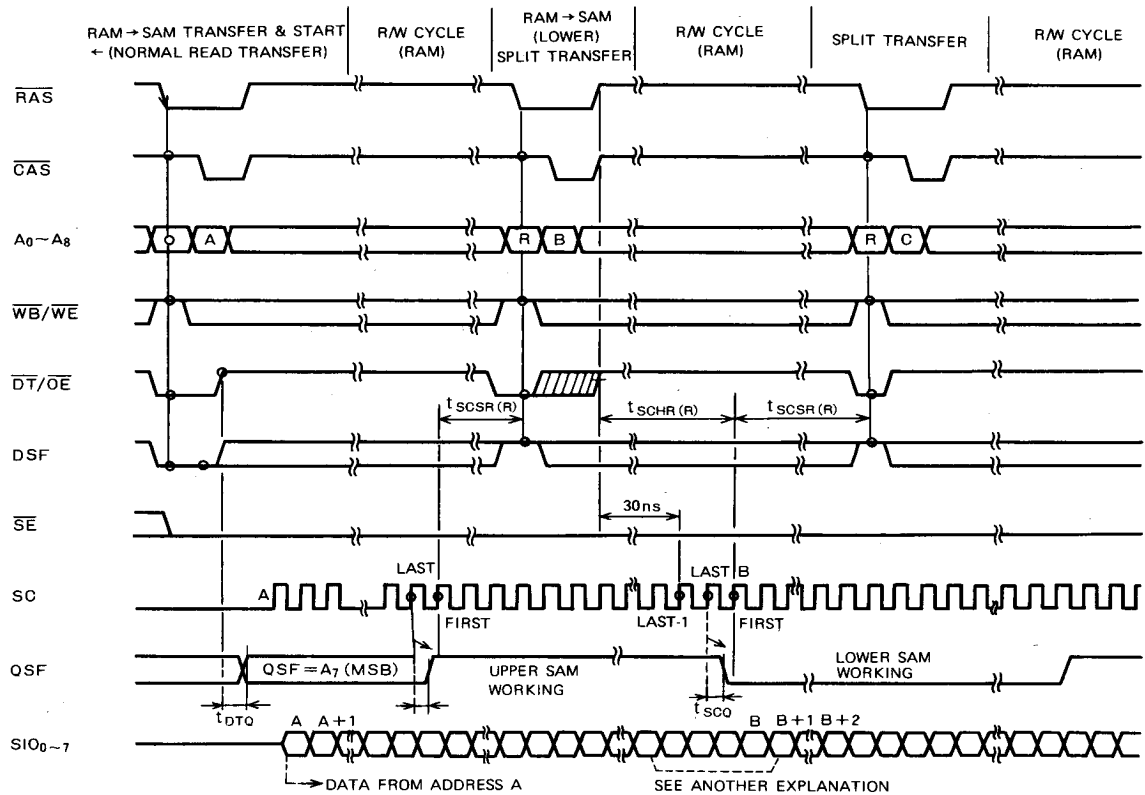 RAM → SAM TRANSFER & START
← (NORMAL READ TRANSFER)
R/W CYCLE
(RAM)
RAM → SAM
(LOWER)
SPLIT TRANSFER
R/W CYCLE
(RAM)
SPLIT TRANSFER
R/W CYCLE
(RAM)
RAS
CAS
A0~A8
A
R
B
R
C
WB/WE
DT/OE
tSCSR(R)
tSCHR(R)
tSCSR(R)
DSF
SE
30ns
LAST
LAST B
SC
A
FIRST
LAST-1
FIRST
QSF
QSF=A7(MSB)
UPPER SAM
WORKING
LOWER SAM
WORKING
tDTQ
tSCQ
A A+1
B B+1 B+2
SIO0~7
DATA FROM ADDRESS A
SEE ANOTHER EXPLANATION